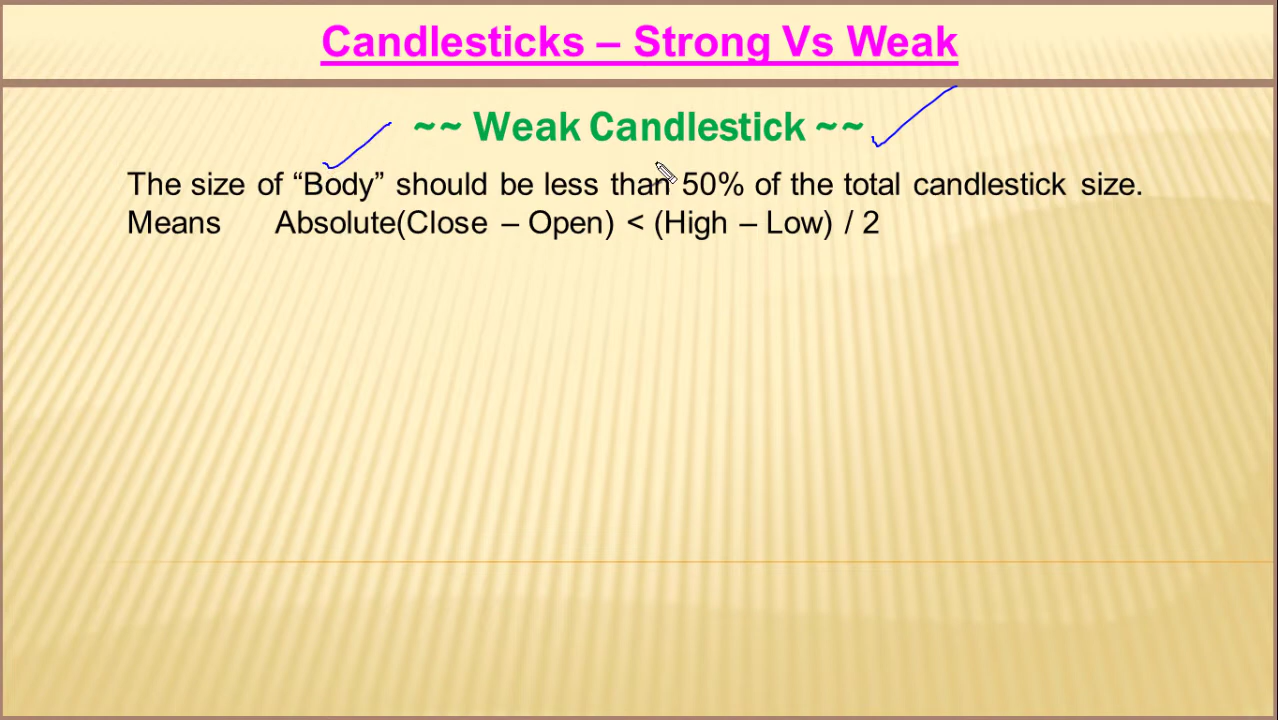 Candlesticks – Strong Vs Weak
~~ Weak Candlestick ~~
The size of “Body” should be less than 50% of the total candlestick size.
Means Absolute(Close – Open) < (High – Low) / 2